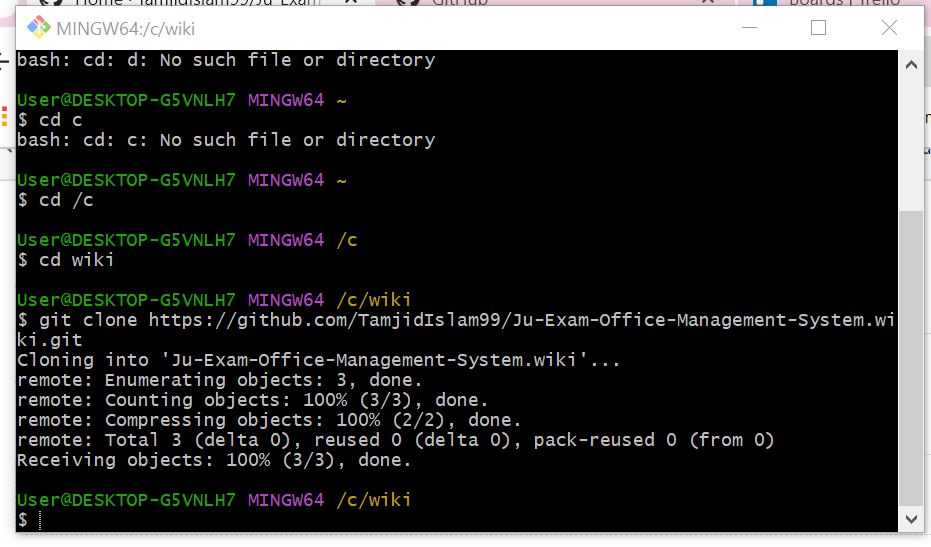 MINGW64:/c/wiki
bash: cd: d: No such file or directory
User@DESKTOP-G5VNLH7 MINGW64 ~
$ cd c
bash: cd: c: No such file or directory
User@DESKTOP-G5VNLH7 MINGW64 ~
$ cd /c
User@DESKTOP-G5VNLH7 MINGW64 /c
$ cd wiki
User@DESKTOP-G5VNLH7 MINGW64 /c/wiki
$ git clone https://github.com/TamjidIslam99/Ju-Exam-Office-Management-System.wi
ki.git
Cloning into 'Ju-Exam-Office-Management-System.wiki'...
remote: Enumerating objects: 3, done.
remote: Counting objects: 100% (3/3), done.
remote: Compressing objects: 100% (2/2), done.
remote: Total 3 (delta 0), reused 0 (delta 0), pack-reused 0 (from 0)
Receiving objects: 100% (3/3), done.
User@DESKTOP-G5VNLH7 MINGW64 /c/wiki
$